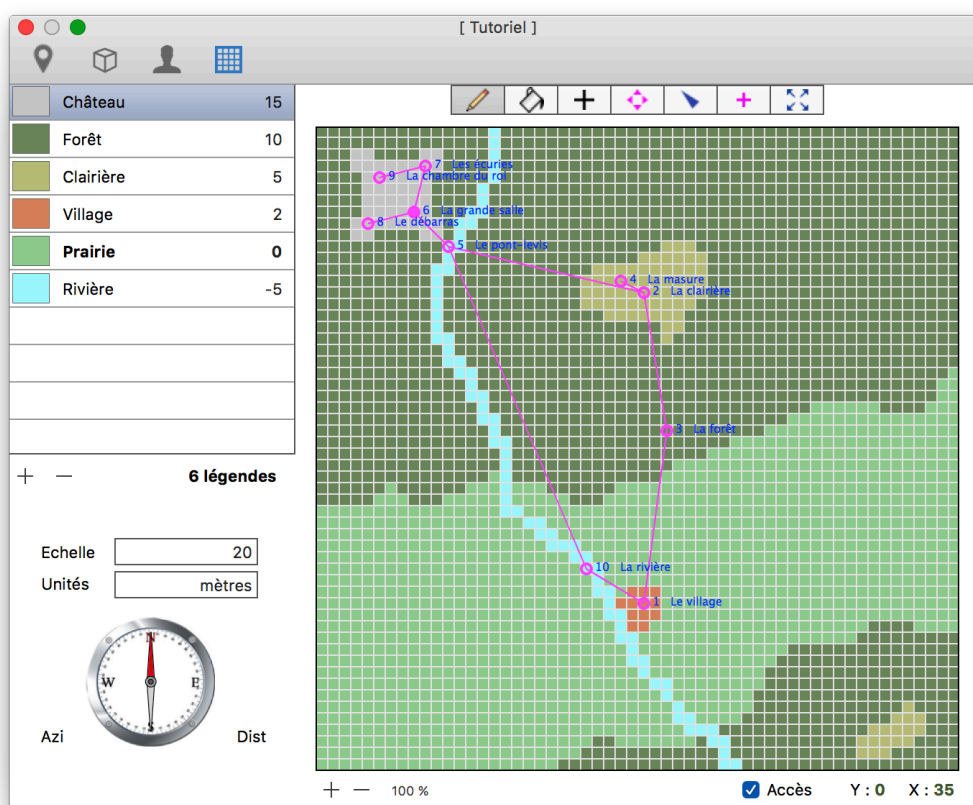 [ Tutoriel ]
Château 15
Forêt 10
Clairière 5
Village 2
Prairie 0
Rivière -5
6 légendes
Echelle 20
Unités mètres
N
W E
S
Azi Dist
7 Les écuries
9 La chambre du roi
6 La grande salle
8 Le débarras
5 Le pont-levis
4 La masure
2 La clairière
3 La forêt
10 La rivière
1 Le village
100 %
Accès Y : 0 X : 35